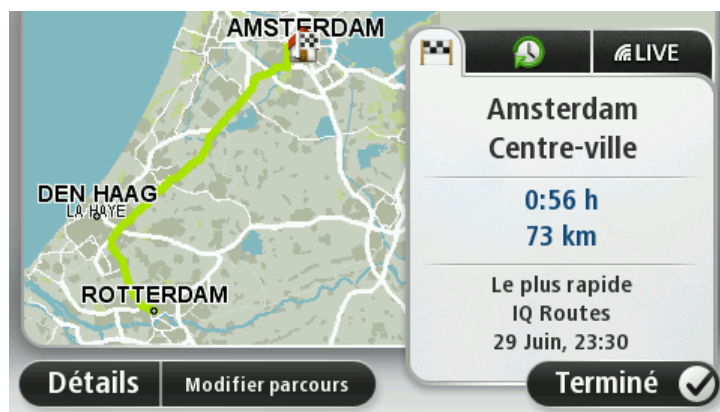 AMSTERDAM
DEN HAAG
LA HAYE
ROTTERDAM
LIVE
Amsterdam
Centre-ville
0:56 h
73 km
Le plus rapide
IQ Routes
29 Juin, 23:30
Détails
Modifier parcours
Terminé